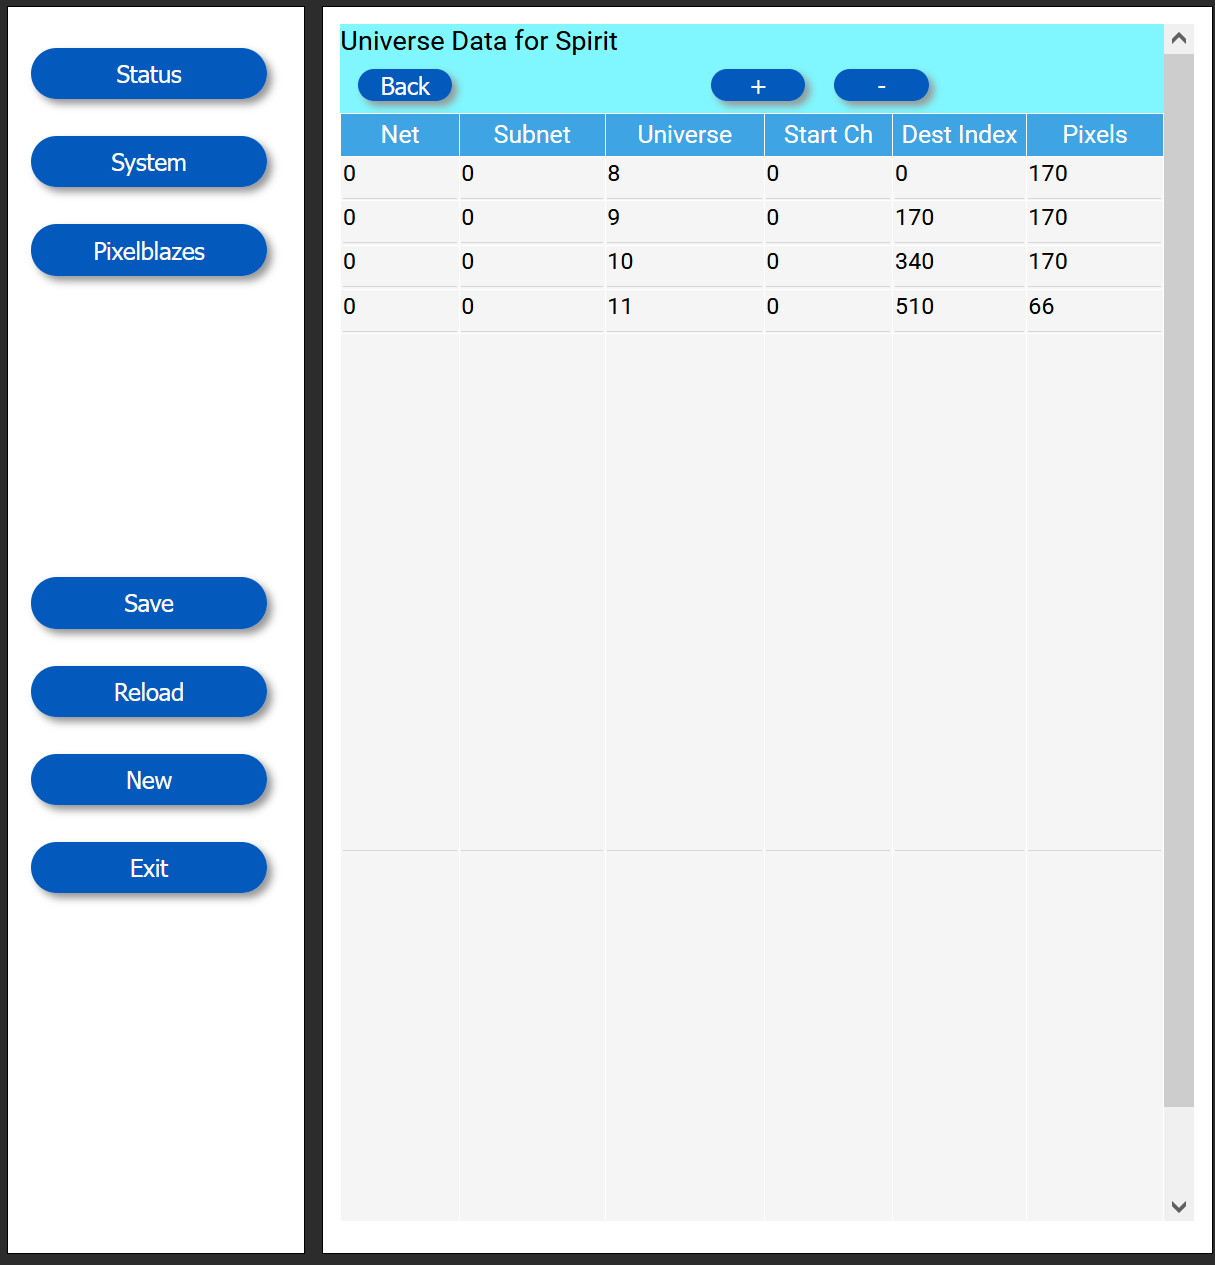 Status
System
Pixelblazes
Save
Reload
New
Exit
Universe Data for Spirit
Back + -
Net Subnet Universe Start Ch Dest Index Pixels
0 0 8 0 0 170
0 0 9 0 170 170
0 0 10 0 340 170
0 0 11 0 510 66